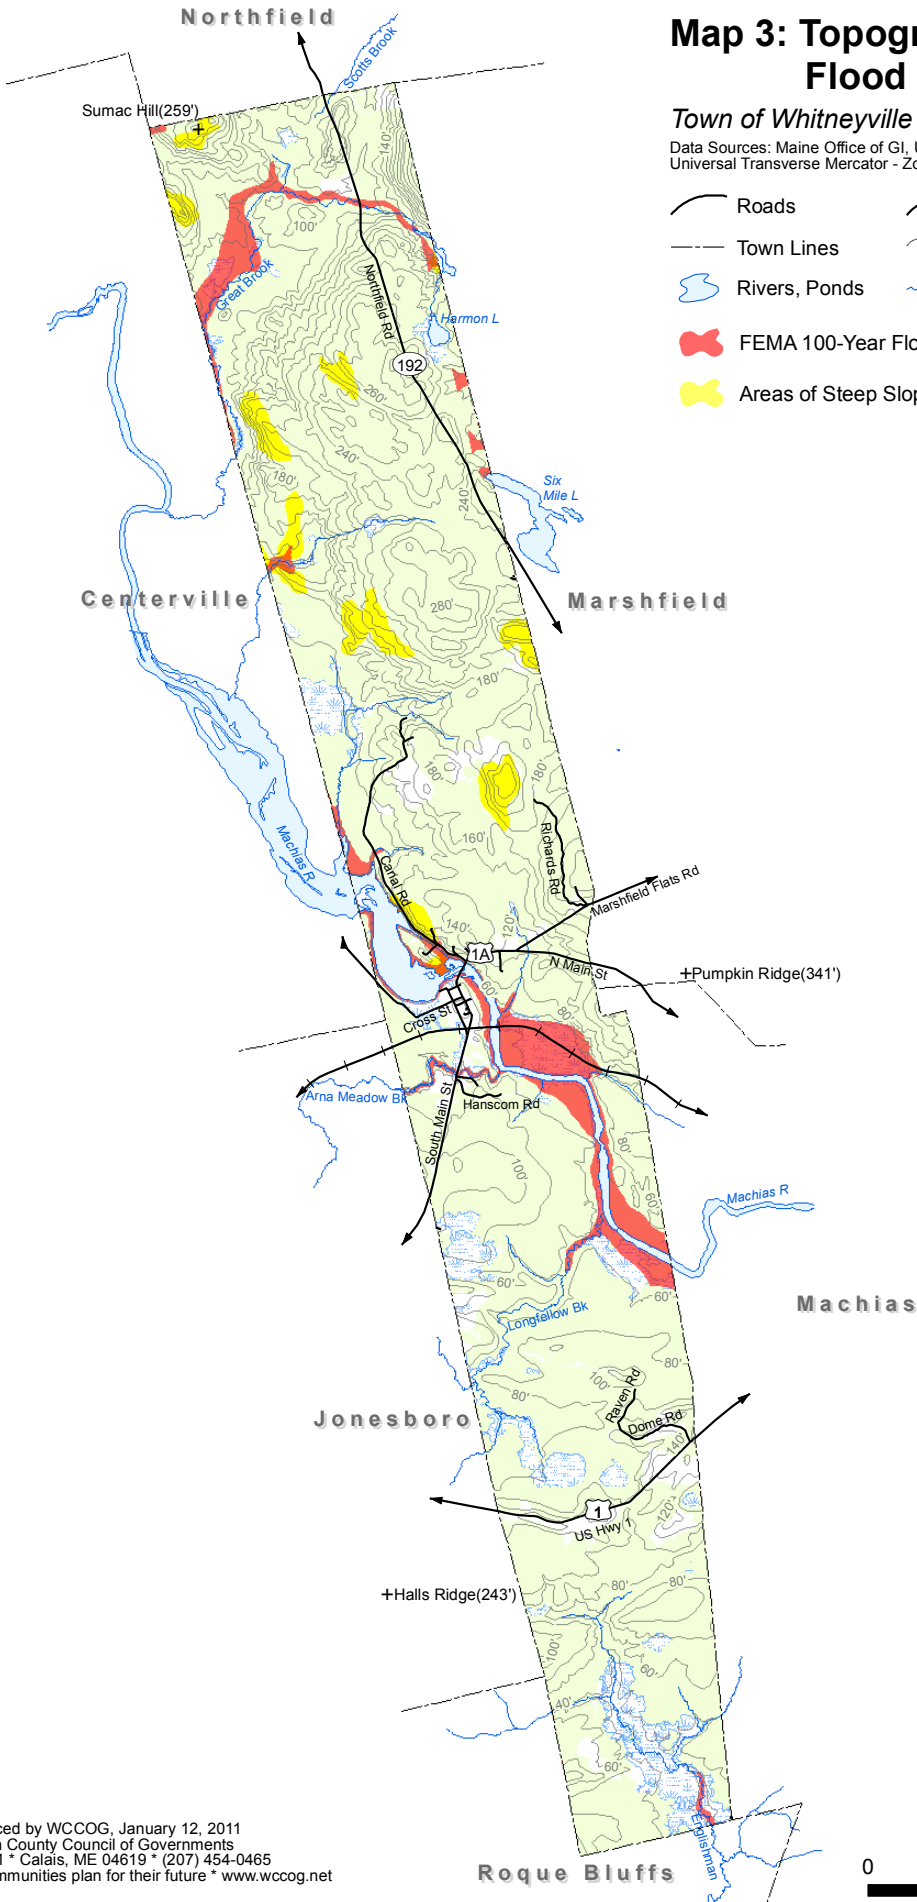 Northfield
Map 3: Topogr
Flood
Town of Whitneyville
Data Sources: Maine Office of GI, U
Universal Transverse Mercator - Zo
Roads
Town Lines
Rivers, Ponds
FEMA 100-Year Flo
Areas of Steep Slop
Scotts Brook
Sumac Hill(259')
140'
100'
Great Brook
Northfield Rd
Harmon L
192
260'
240'
180'
240'
Six
Mile L
Centerville
Marshfield
280'
180'
180'
180'
160'
Richards Rd
Machias R
Canal Rd
Marshfield Flats Rd
140'
120'
1A
N Main St
+Pumpkin Ridge(341')
60'
80'
Cross St
Arna Meadow Bk
Hanscom Rd
South Main St
100'
80'
60'
Machias R
60'
60'
Machias
Longfellow Bk
80'
100'
80'
Raven Rd
Dome Rd
Jonesboro
140'
1
US Hwy 1
120'
+Halls Ridge(243')
80'
80'
100'
60'
40'
60'
Englishman
ced by WCCOG, January 12, 2011
n County Council of Governments
1 * Calais, ME 04619 * (207) 454-0465
mmunities plan for their future * www.wccog.net
Roque Bluffs
0